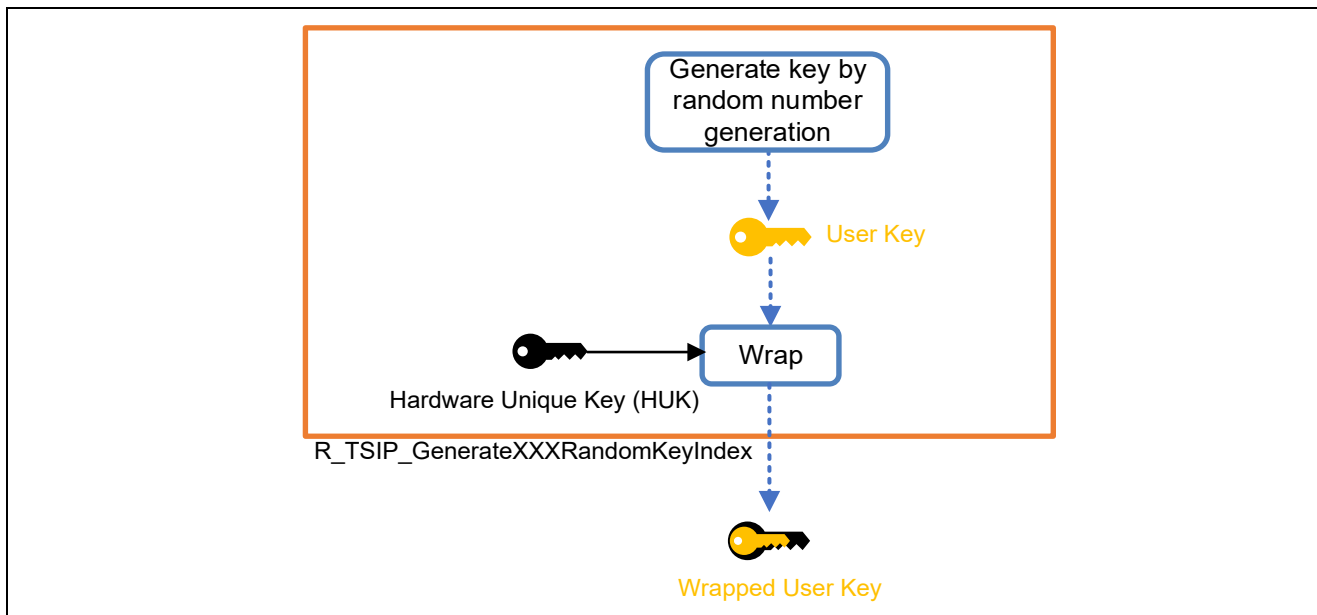 Generate key by
random number
generation
User Key
Wrap
Hardware Unique Key (HUK)
R_TSIP_GenerateXXXRandomKeyIndex
Wrapped User Key